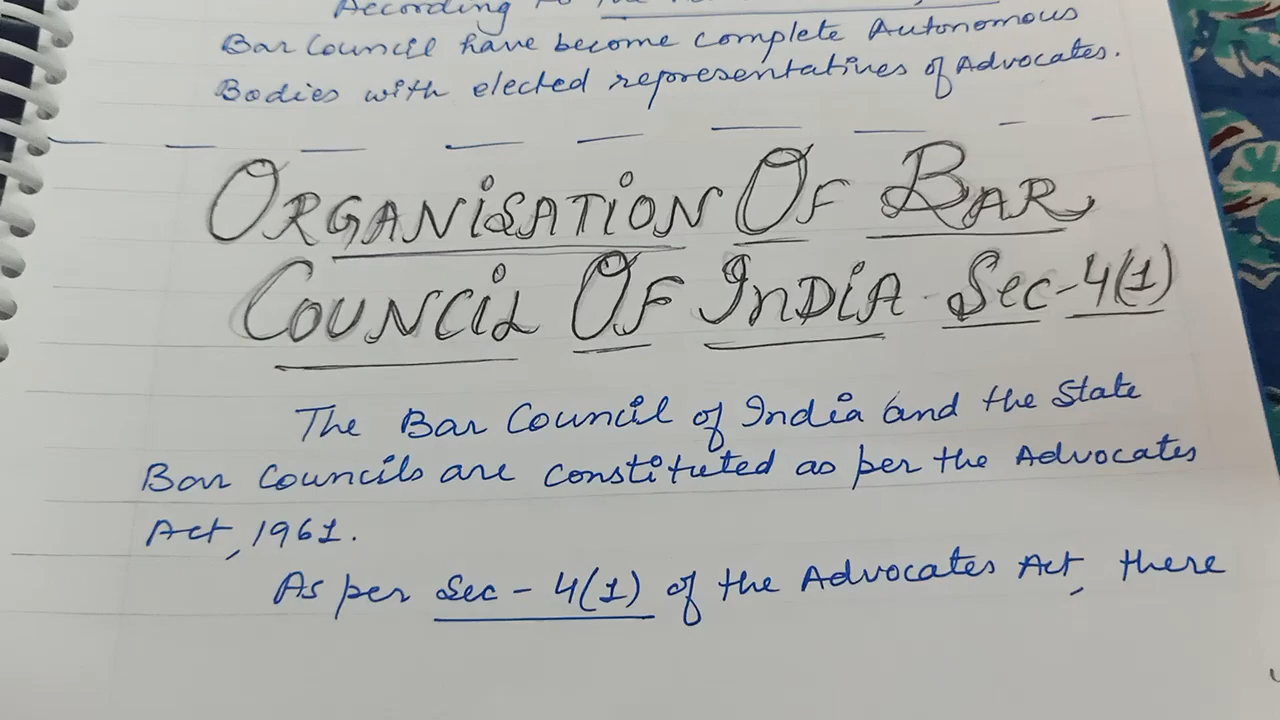 According
Bar Council have become complete Autonomous
Bodies with elected representatives of Advocates.
ORGANISATION OF BAR
COUNCIL OF INDIA Sec-4(1)
The Bar Council of India and the State
Bar Councils are constituted as per the Advocates
Act, 1961.
As per Sec - 4(1) of the Advocates Act, there